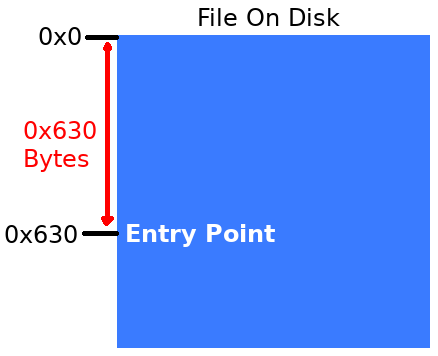 File On Disk
0x0
0x630
Bytes
0x630
Entry Point